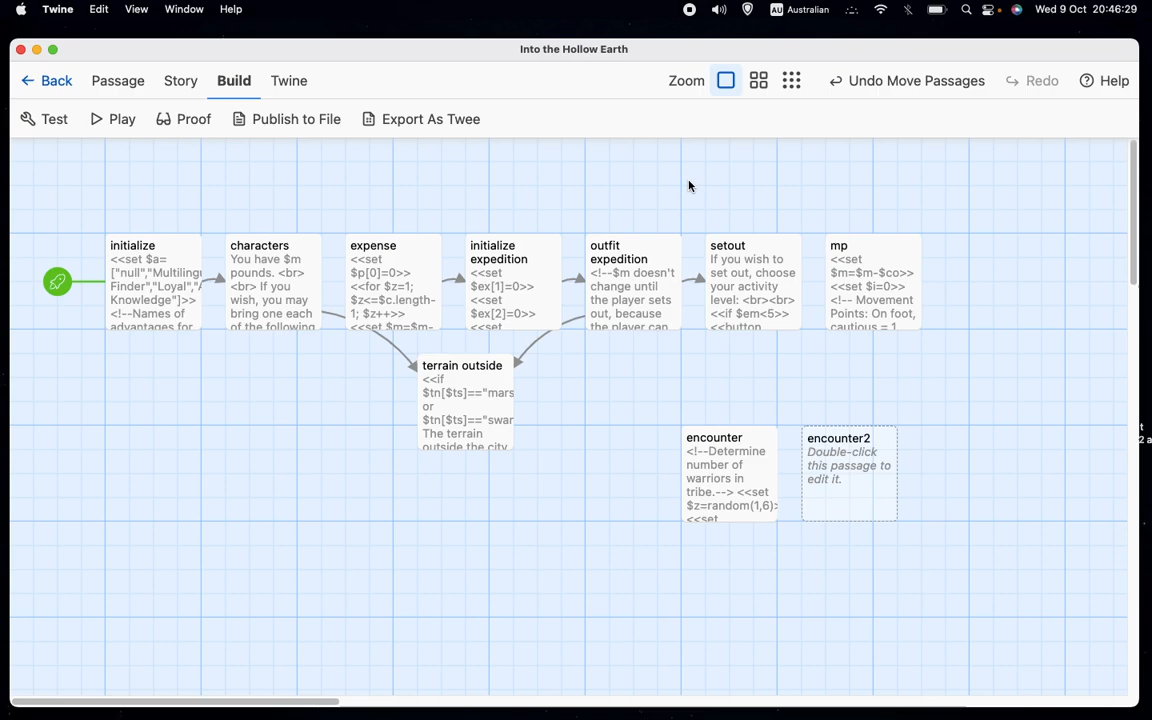 Twine Edit View Window Help AU Australian Wed 9 Oct 20:46:29
Into the Hollow Earth
Back Passage Story Build Twine Zoom Undo Move Passages Redo Help
Test Play Proof Publish to File Export As Twee
initialize
<<set $a=
["null","Multilingu
Finder","Loyal","A
Knowledge"]>>
<!--Names of
advantages for
characters
You have $m
pounds. <br>
<br> If you
wish, you may
bring one each
of the following
expense
<<set
$p[0]=0>>
<<for $z=1;
$z<=$c.length-
1; $z++>>
<<set $m=$m-
initialize
expedition
<<set
$ex[1]=0>>
<<set
$ex[2]=0>>
<<set
outfit
expedition
<!--$m doesn't
change until
the player sets
out, because
the player can
setout
If you wish to
set out, choose
your activity
level: <br><br>
<<if $em<5>>
<<button
mp
<<set
$m=$m-$co>>
<<set $i=0>>
<!-- Movement
Points: On foot,
cautious = 1
terrain outside
<<if
$tn[$ts]=="mars
or
$tn[$ts]=="swar
The terrain
outside the city
encounter
<!--Determine
number of
warriors in
tribe.--> <<set
$z=random(1,6)>
<<set
encounter2
Double-click
this passage to
edit it.
t
2 a